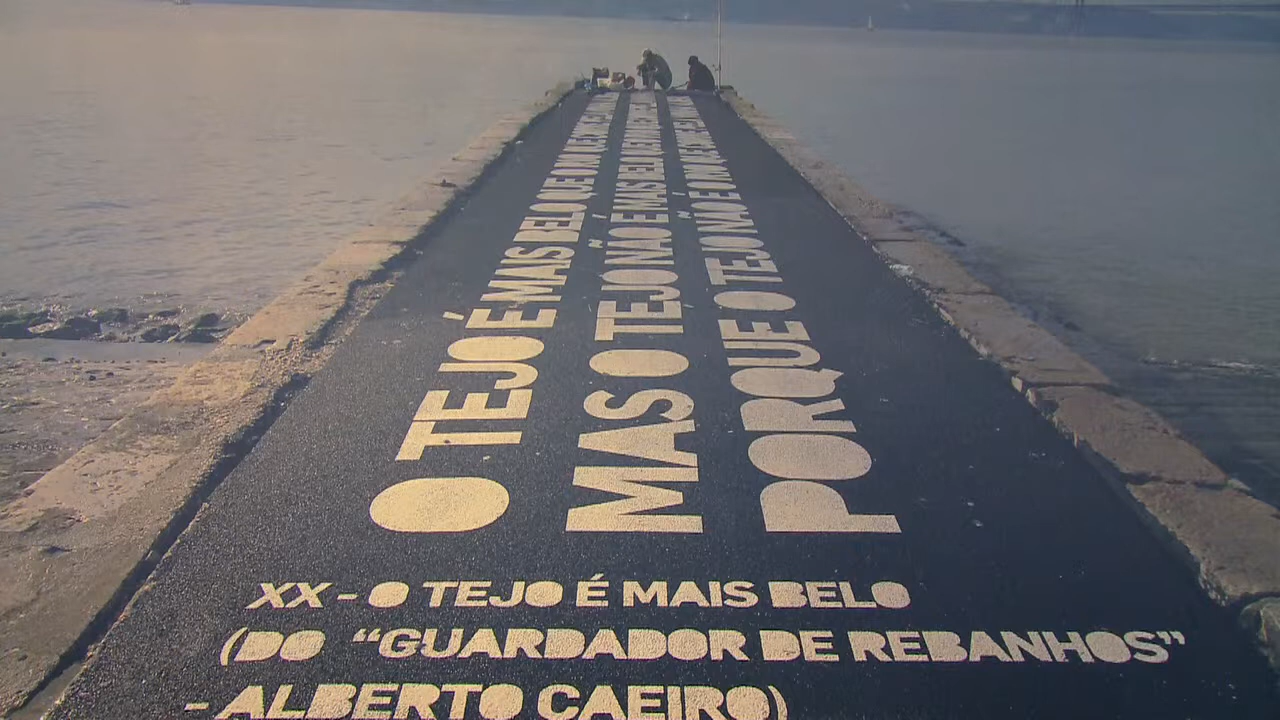 O TEJO É MAIS BELO QUE
MAS O TEJO NÃO É MAIS BELO
PORQUE O TEJO NÃO É O
XX - O TEJO É MAIS BELO
(DO “GUARDADOR DE REBANHOS”
- ALBERTO CAEIRO)